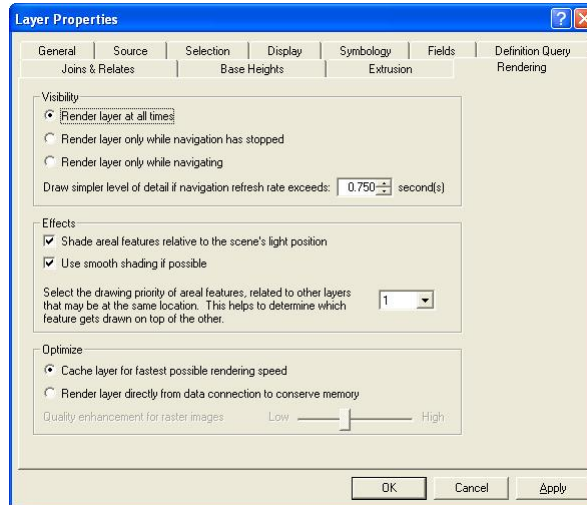 Layer Properties
General Source Selection Display Symbology Fields Definition Query
Joins & Relates Base Heights Extrusion Rendering
Visibility
Render layer at all times
Render layer only while navigation has stopped
Render layer only while navigating
Draw simpler level of detail if navigation refresh rate exceeds: 0.750 second(s)
Effects
Shade areal features relative to the scene's light position
Use smooth shading if possible
Select the drawing priority of areal features, related to other layers
that may be at the same location. This helps to determine which
feature gets drawn on top of the other.
1
Optimize
Cache layer for fastest possible rendering speed
Render layer directly from data connection to conserve memory
Quality enhancement for raster images Low High
OK Cancel Apply